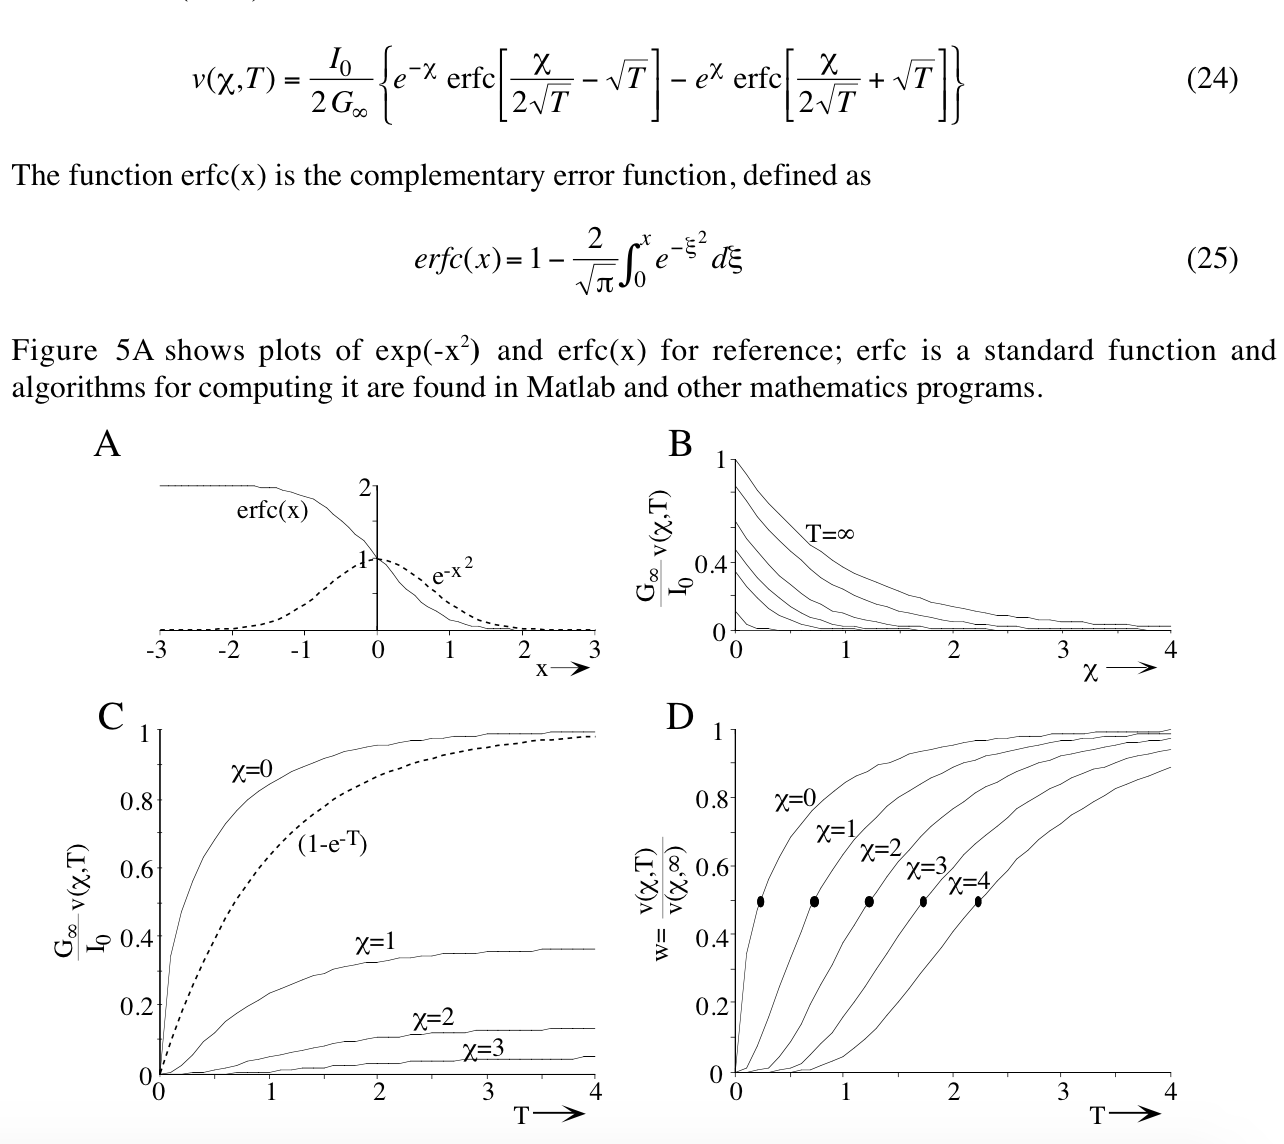 v(χ,T) = I₀ / 2G∞ {e^−χ erfc[χ / 2√T − √T] − e^χ erfc[χ / 2√T + √T]} (24)
The function erfc(x) is the complementary error function, defined as
erfc(x) = 1 − 2/√π ∫₀ˣ e^−ξ² dξ (25)
Figure 5A shows plots of exp(-x²) and erfc(x) for reference; erfc is a standard function and
algorithms for computing it are found in Matlab and other mathematics programs.
A
2
erfc(x)
1
e-x²
-3 -2 -1 0 1 2 3
x
B
1
T=∞
0.4
0
G∞/I₀ v(χ,T)
0 1 2 3 4
χ
C
1
χ=0
0.8
(1-e-T)
0.6
0.4
χ=1
0.2
χ=2
χ=3
0
G∞/I₀ v(χ,T)
0 1 2 3 4
T
D
1
0.8
χ=0
χ=1
χ=2
0.6
χ=3
χ=4
0.4
0.2
0
w= v(χ,T)/v(χ,∞)
0 1 2 3 4
T